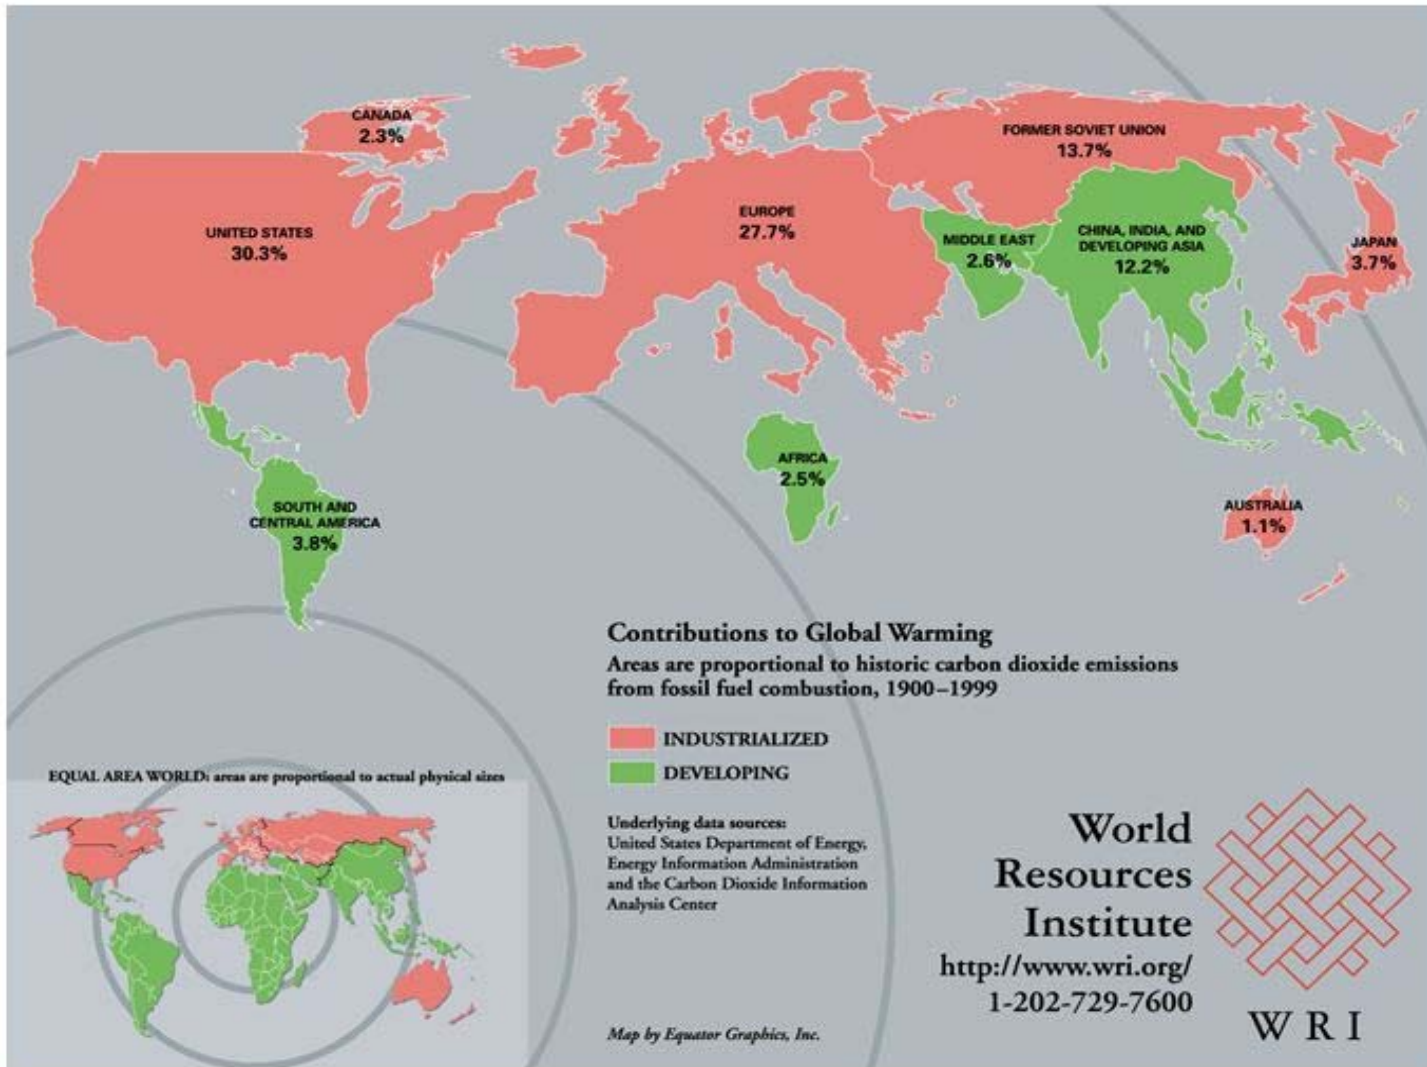 CANADA
2.3%
FORMER SOVIET UNION
13.7%
UNITED STATES
30.3%
EUROPE
27.7%
MIDDLE EAST
2.6%
CHINA, INDIA, AND
DEVELOPING ASIA
12.2%
JAPAN
3.7%
AFRICA
2.5%
SOUTH AND
CENTRAL AMERICA
3.8%
AUSTRALIA
1.1%
Contributions to Global Warming
Areas are proportional to historic carbon dioxide emissions
from fossil fuel combustion, 1900–1999
INDUSTRIALIZED
DEVELOPING
EQUAL AREA WORLD: areas are proportional to actual physical sizes
Underlying data sources:
United States Department of Energy,
Energy Information Administration
and the Carbon Dioxide Information
Analysis Center
Map by Equator Graphics, Inc.
World
Resources
Institute
http://www.wri.org/
1-202-729-7600
W R I